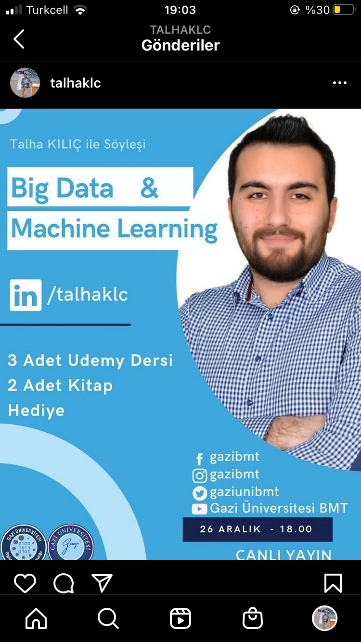 Turkcell
19:03
%30
TALHAKLC
Gönderiler
talhaklc
Talha KILIÇ ile Söyleşi
Big Data &
Machine Learning
in /talhaklc
3 Adet Udemy Dersi
2 Adet Kitap
Hediye
gazibmt
gazibmt
gaziunibmt
Gazi Üniversitesi BMT
26 ARALIK - 18.00
CANLI YAYIN